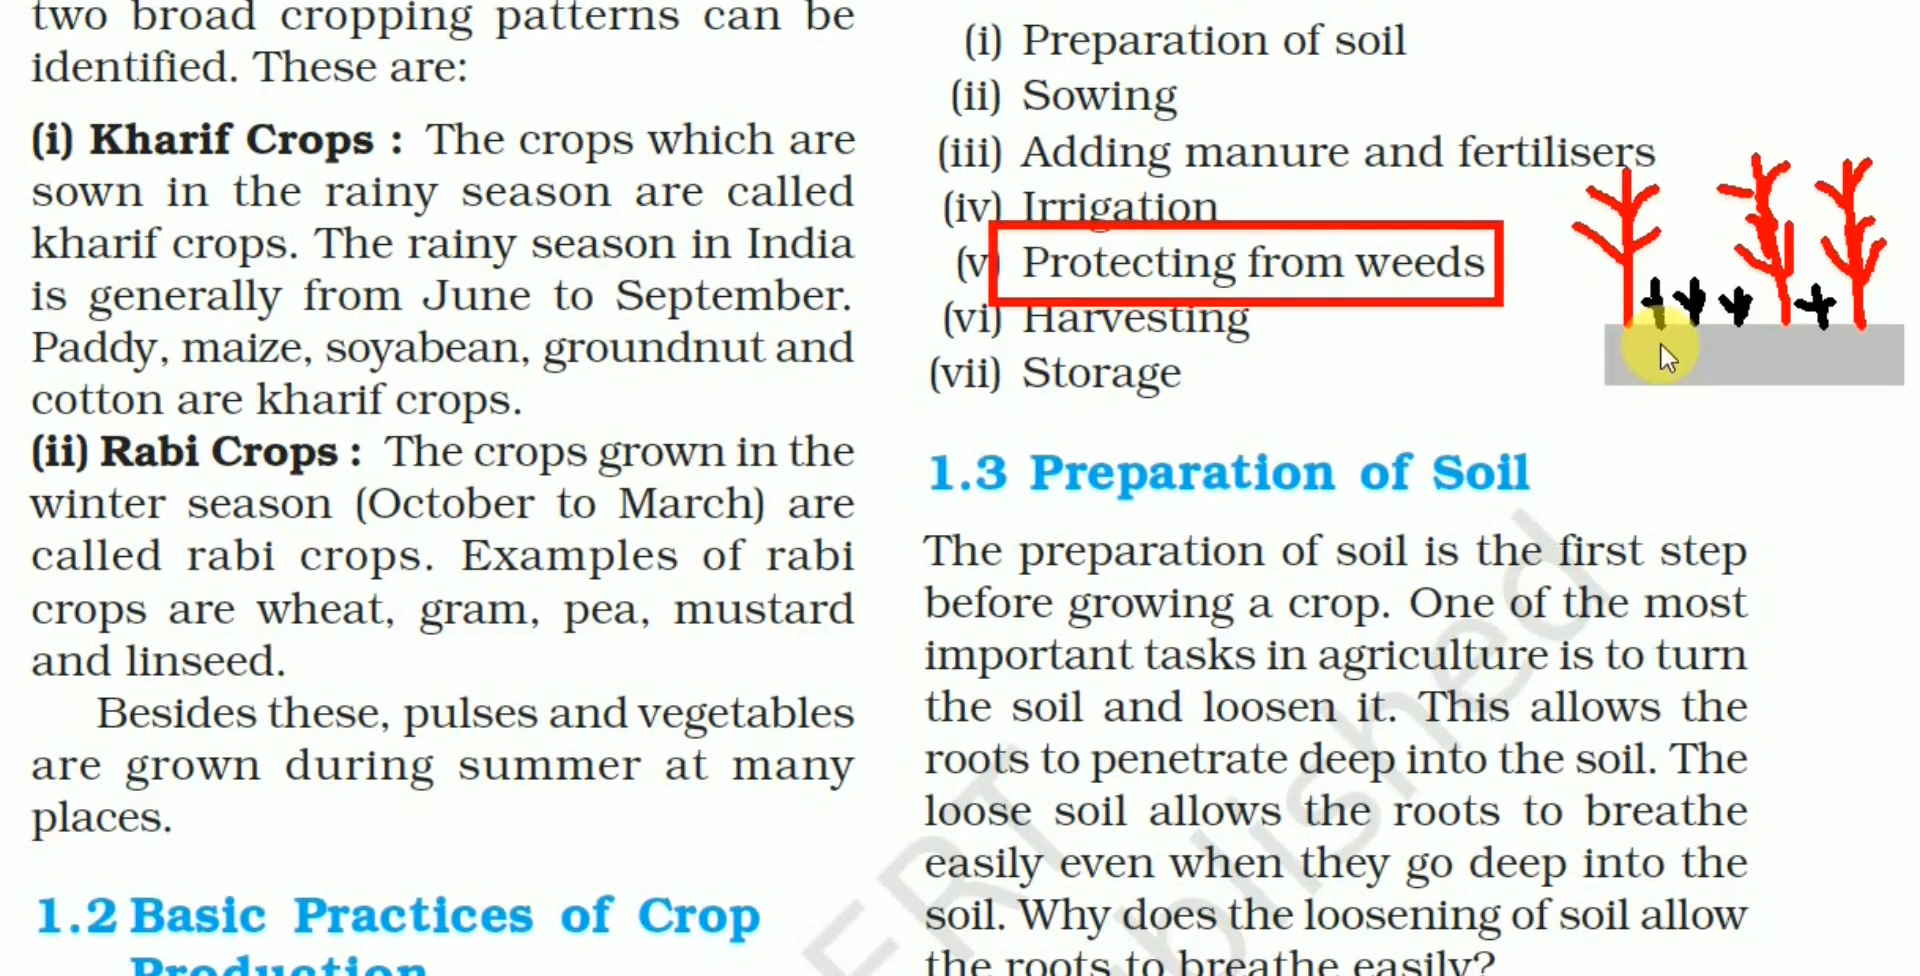 two broad cropping patterns can be
identified. These are:
(i) Kharif Crops : The crops which are
sown in the rainy season are called
kharif crops. The rainy season in India
is generally from June to September.
Paddy, maize, soyabean, groundnut and
cotton are kharif crops.
(ii) Rabi Crops : The crops grown in the
winter season (October to March) are
called rabi crops. Examples of rabi
crops are wheat, gram, pea, mustard
and linseed.
Besides these, pulses and vegetables
are grown during summer at many
places.
1.2 Basic Practices of Crop
Production
(i) Preparation of soil
(ii) Sowing
(iii) Adding manure and fertilisers
(iv) Irrigation
(v) Protecting from weeds
(vi) Harvesting
(vii) Storage
1.3 Preparation of Soil
The preparation of soil is the first step
before growing a crop. One of the most
important tasks in agriculture is to turn
the soil and loosen it. This allows the
roots to penetrate deep into the soil. The
loose soil allows the roots to breathe
easily even when they go deep into the
soil. Why does the loosening of soil allow
the roots to breathe easily?